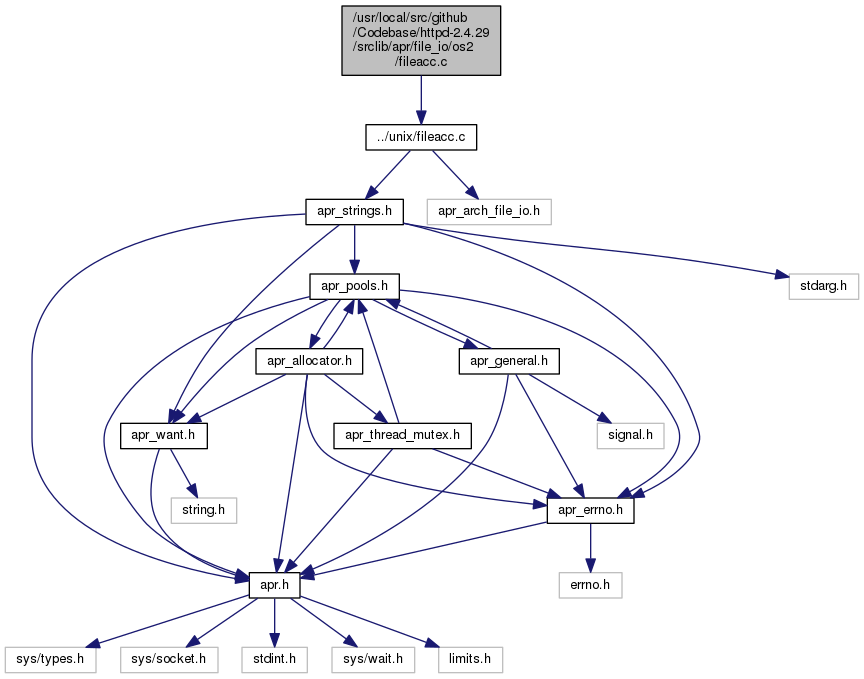 /usr/local/src/github
/Codebase/httpd-2.4.29
/srclib/apr/file_io/os2
/fileacc.c
../unix/fileacc.c
apr_strings.h
apr_arch_file_io.h
apr_pools.h
stdarg.h
apr_allocator.h
apr_general.h
apr_want.h
apr_thread_mutex.h
signal.h
string.h
apr_errno.h
apr.h
errno.h
sys/types.h
sys/socket.h
stdint.h
sys/wait.h
limits.h